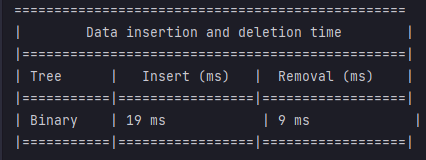 =================================================
|        Data insertion and deletion time        |
|================================================|
| Tree      |   Insert (ms)   |  Removal (ms)    |
|===========|=================|==================|
| Binary    | 19 ms            | 9 ms             |
|===========|=================|==================|